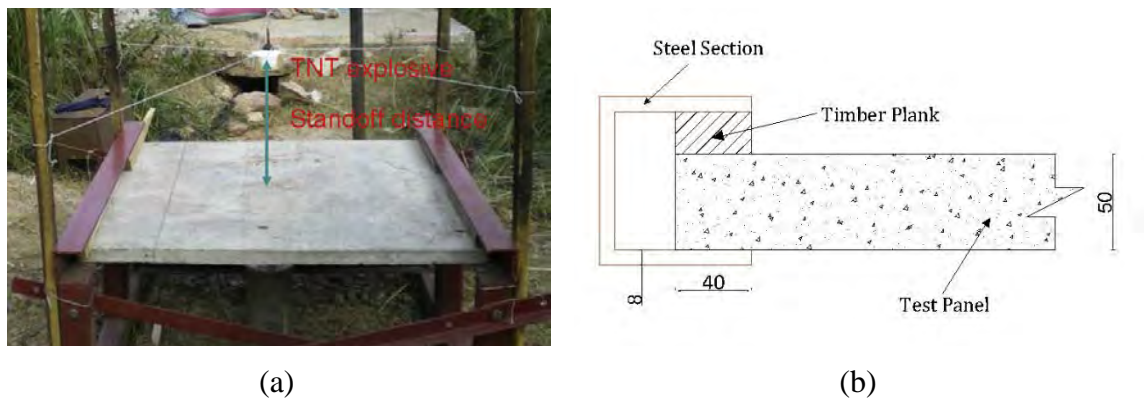 TNT explosive
Standoff distance
Steel Section
Timber Plank
50
40
8
Test Panel
(a)
(b)